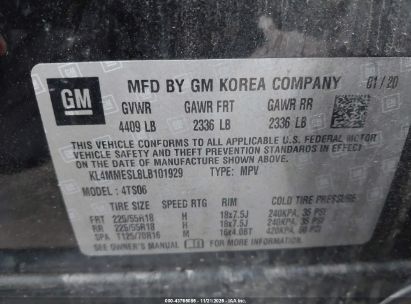 GM
MFD BY GM KOREA COMPANY 01/20
GVWR GAWR FRT GAWR RR
4409 LB 2336 LB 2336 LB
THIS VEHICLE CONFORMS TO ALL APPLICABLE U.S. FEDERAL MOTOR
VEHICLE SAFETY, BUMPER, AND THEFT PREVENTION STANDARDS IN EFFECT
ON THE DATE OF MANUFACTURE SHOWN ABOVE.
KL4MMESL8LB101929 TYPE: MPV
MODEL: 4TS06
TIRE SIZE SPEED RTG RIM COLD TIRE PRESSURE
FRT 225/55R18 H 18x7.5J 240KPA, 35 PSI
RR 225/55R18 H 18x7.5J 240KPA, 35 PSI
SPA T125/70R16 M 16x4.0BT 420KPA, 60 PSI
SEE OWNER'S MANUAL FOR ADDITIONAL INFORMATION.